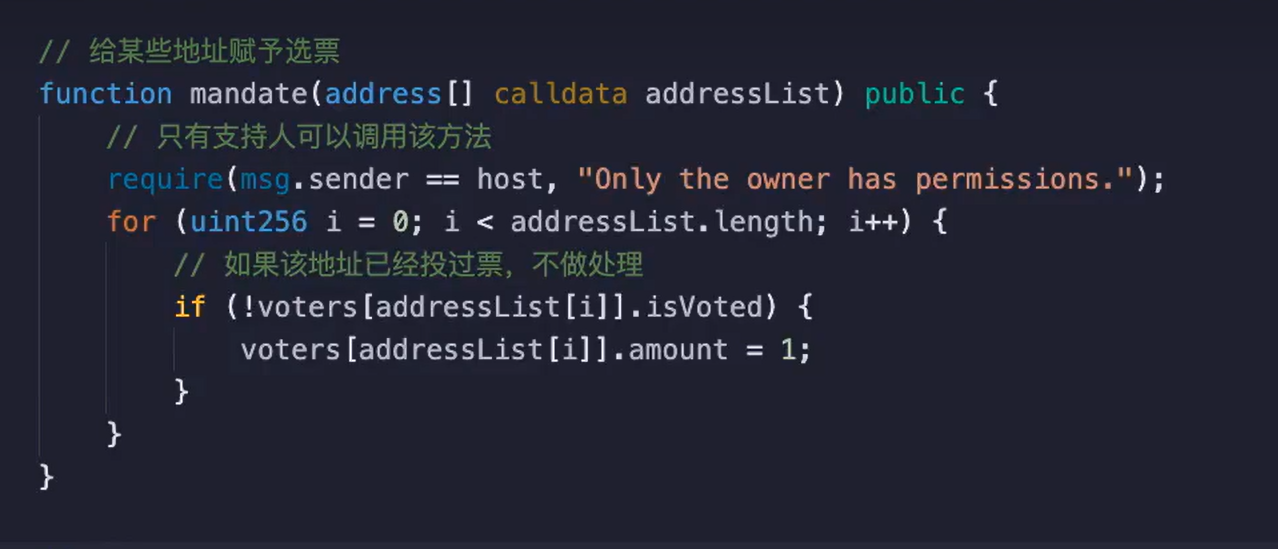 // 给某些地址赋予选票
function mandate(address[] calldata addressList) public {
// 只有支持人可以调用该方法
require(msg.sender == host, "Only the owner has permissions.");
for (uint256 i = 0; i < addressList.length; i++) {
// 如果该地址已经投过票，不做处理
if (!voters[addressList[i]].isVoted) {
voters[addressList[i]].amount = 1;
}
}
}